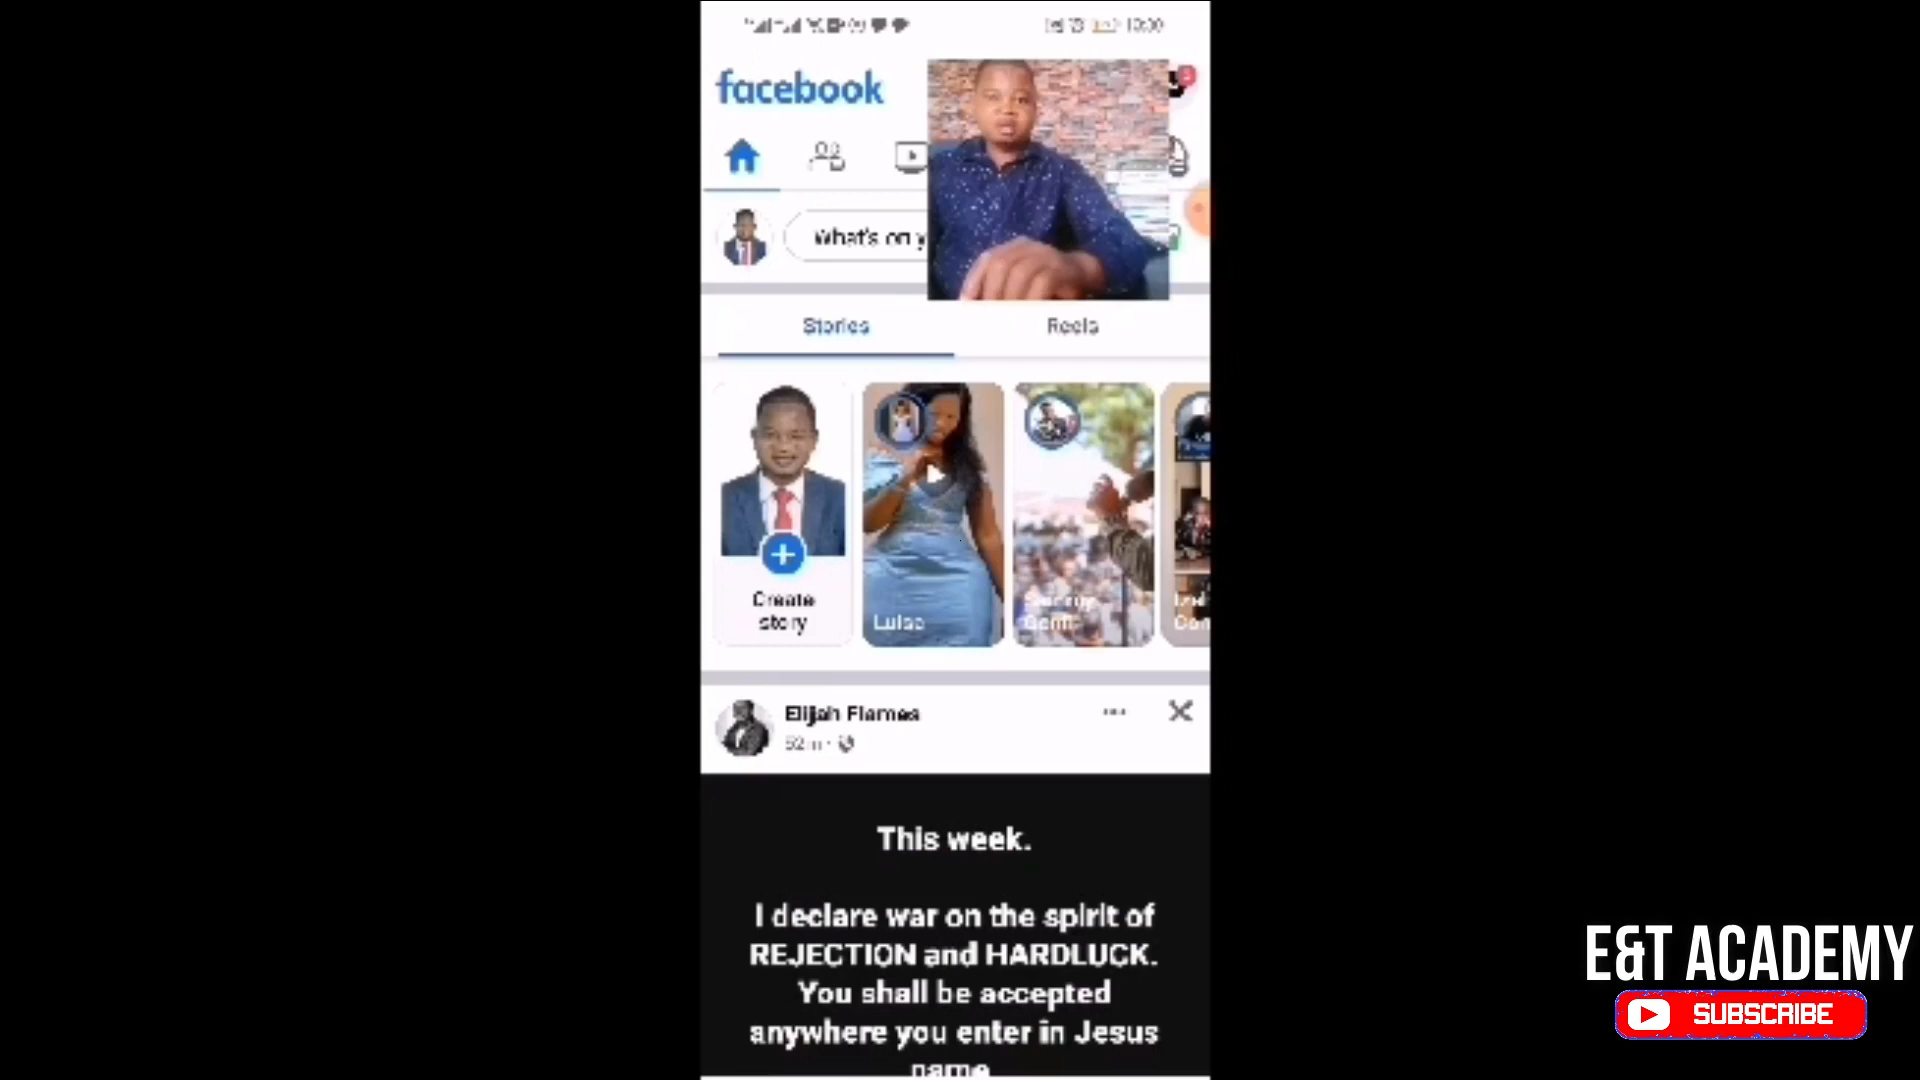 facebook
What's on y
Stories
Reels
Create
story
Luisa
Elijah Flames
52m
This week.
I declare war on the spirit of
REJECTION and HARDLUCK.
You shall be accepted
anywhere you enter in Jesus
name
E&T ACADEMY
SUBSCRIBE